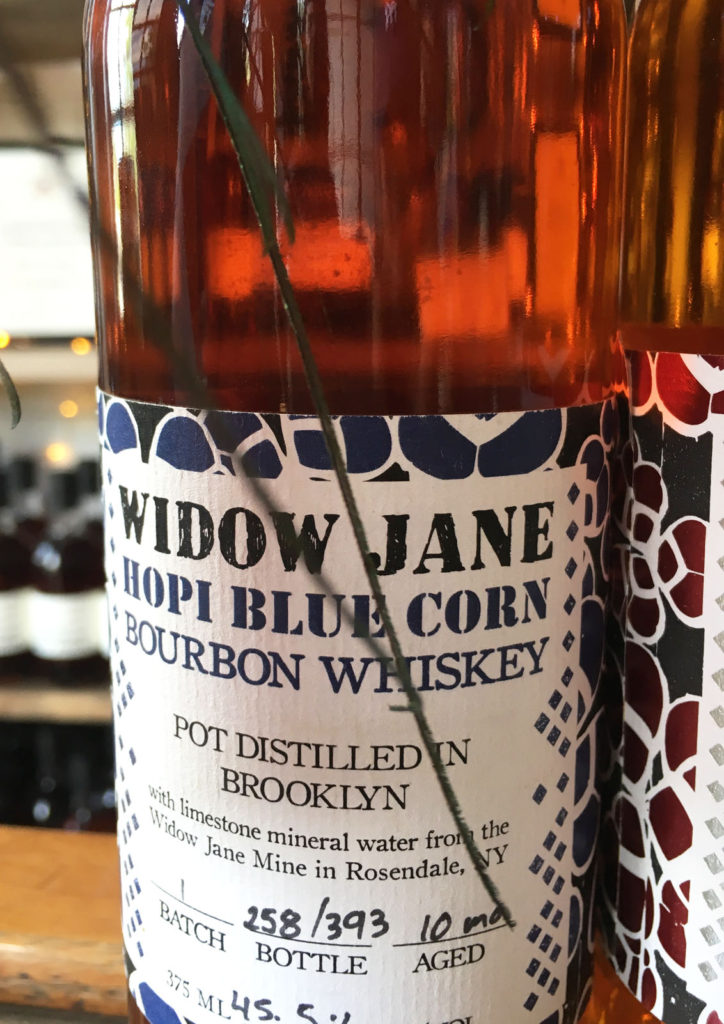 WIDOW JANE
HOPI BLUE CORN
BOURBON WHISKEY
POT DISTILLED IN
BROOKLYN
with limestone mineral water from the
Widow Jane Mine in Rosendale, NY
1 258/393 10 mo
BATCH BOTTLE AGED
375 ML 45.5%